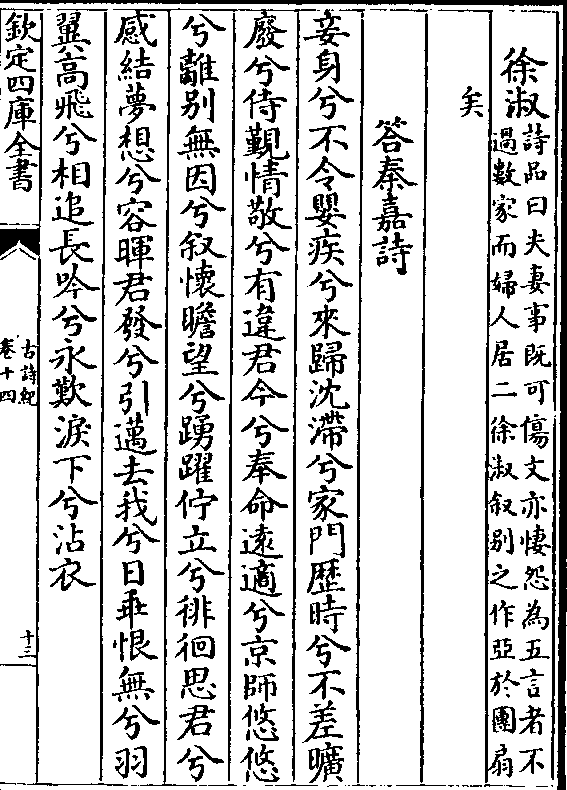 徐淑詩品曰夫妻事既可傷文亦悽怨為五言者不
過數家而婦人居二徐淑叙别之作亞於團扇
矣
答秦嘉詩
妾身兮不令嬰疾兮來歸沈滯兮家門歴時兮不差曠
廢兮侍覲情敬兮有違君今兮奉命逺適兮京師悠悠
兮離别無因兮叙懷瞻望兮踴躍佇立兮徘徊思君兮
感結夢想兮容暉君發兮引邁去我兮日乖恨無兮羽
翼高飛兮相追長吟兮永歎淚下兮沾衣
欽定四庫全書
古詩紀
卷十四
十三